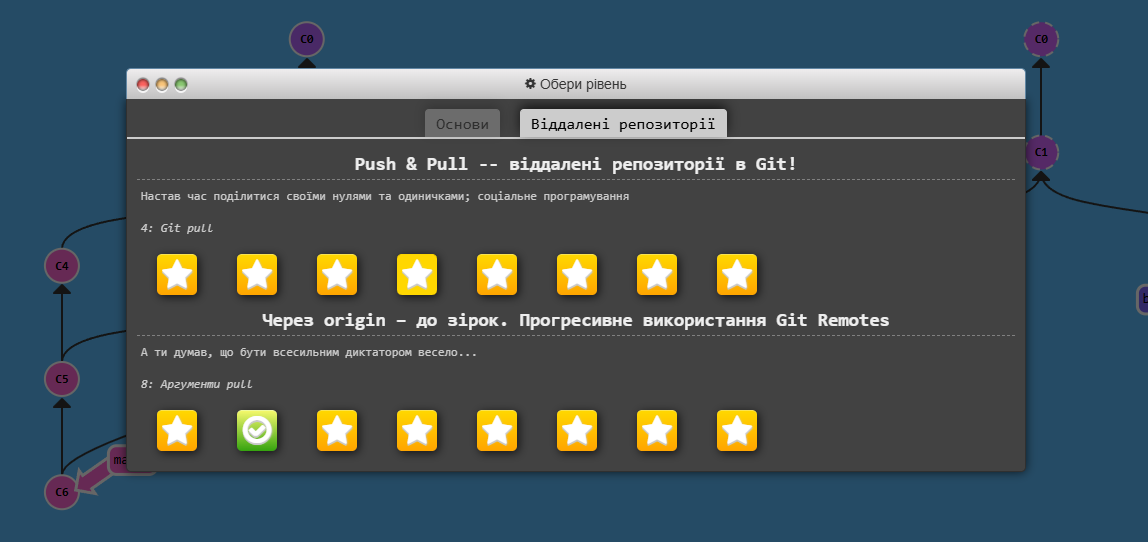 C0
C0
Обери рівень
Основи
Віддалені репозиторії
Push & Pull -- віддалені репозиторії в Git!
C1
Настав час поділитися своїми нулями та одиничками; соціальне програмування
4: Git pull
C4
Через origin – до зірок. Прогресивне використання Git Remotes
А ти думав, що бути всесильним диктатором весело...
C5
8: Аргументи pull
C6